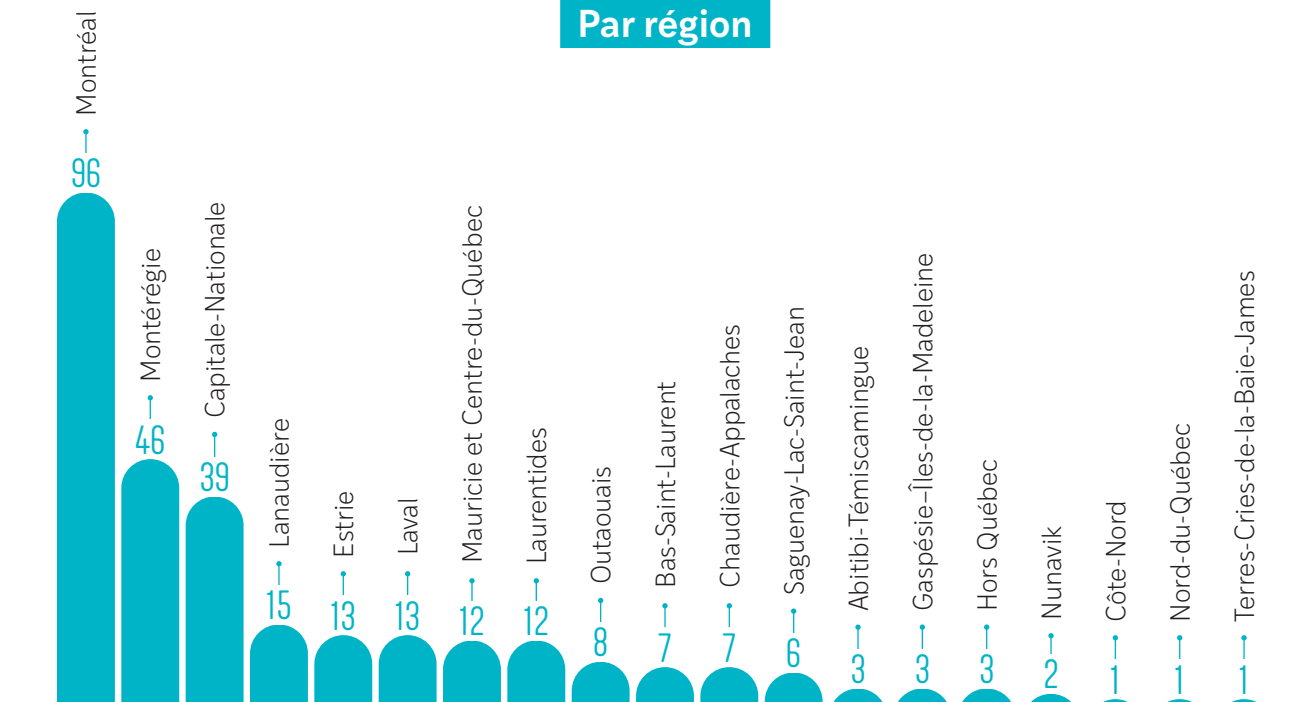 Par région
Montréal
96
Montérégie
46
Capitale-Nationale
39
Lanaudière
15
Estrie
13
Laval
13
Mauricie et Centre-du-Québec
12
Laurentides
12
Outaouais
8
Bas-Saint-Laurent
7
Chaudière-Appalaches
7
Saguenay-Lac-Saint-Jean
6
Abitibi-Témiscamingue
3
Gaspésie–Îles-de-la-Madeleine
3
Hors Québec
3
Nunavik
2
Côte-Nord
1
Nord-du-Québec
1
Terres-Cries-de-la-Baie-James
1